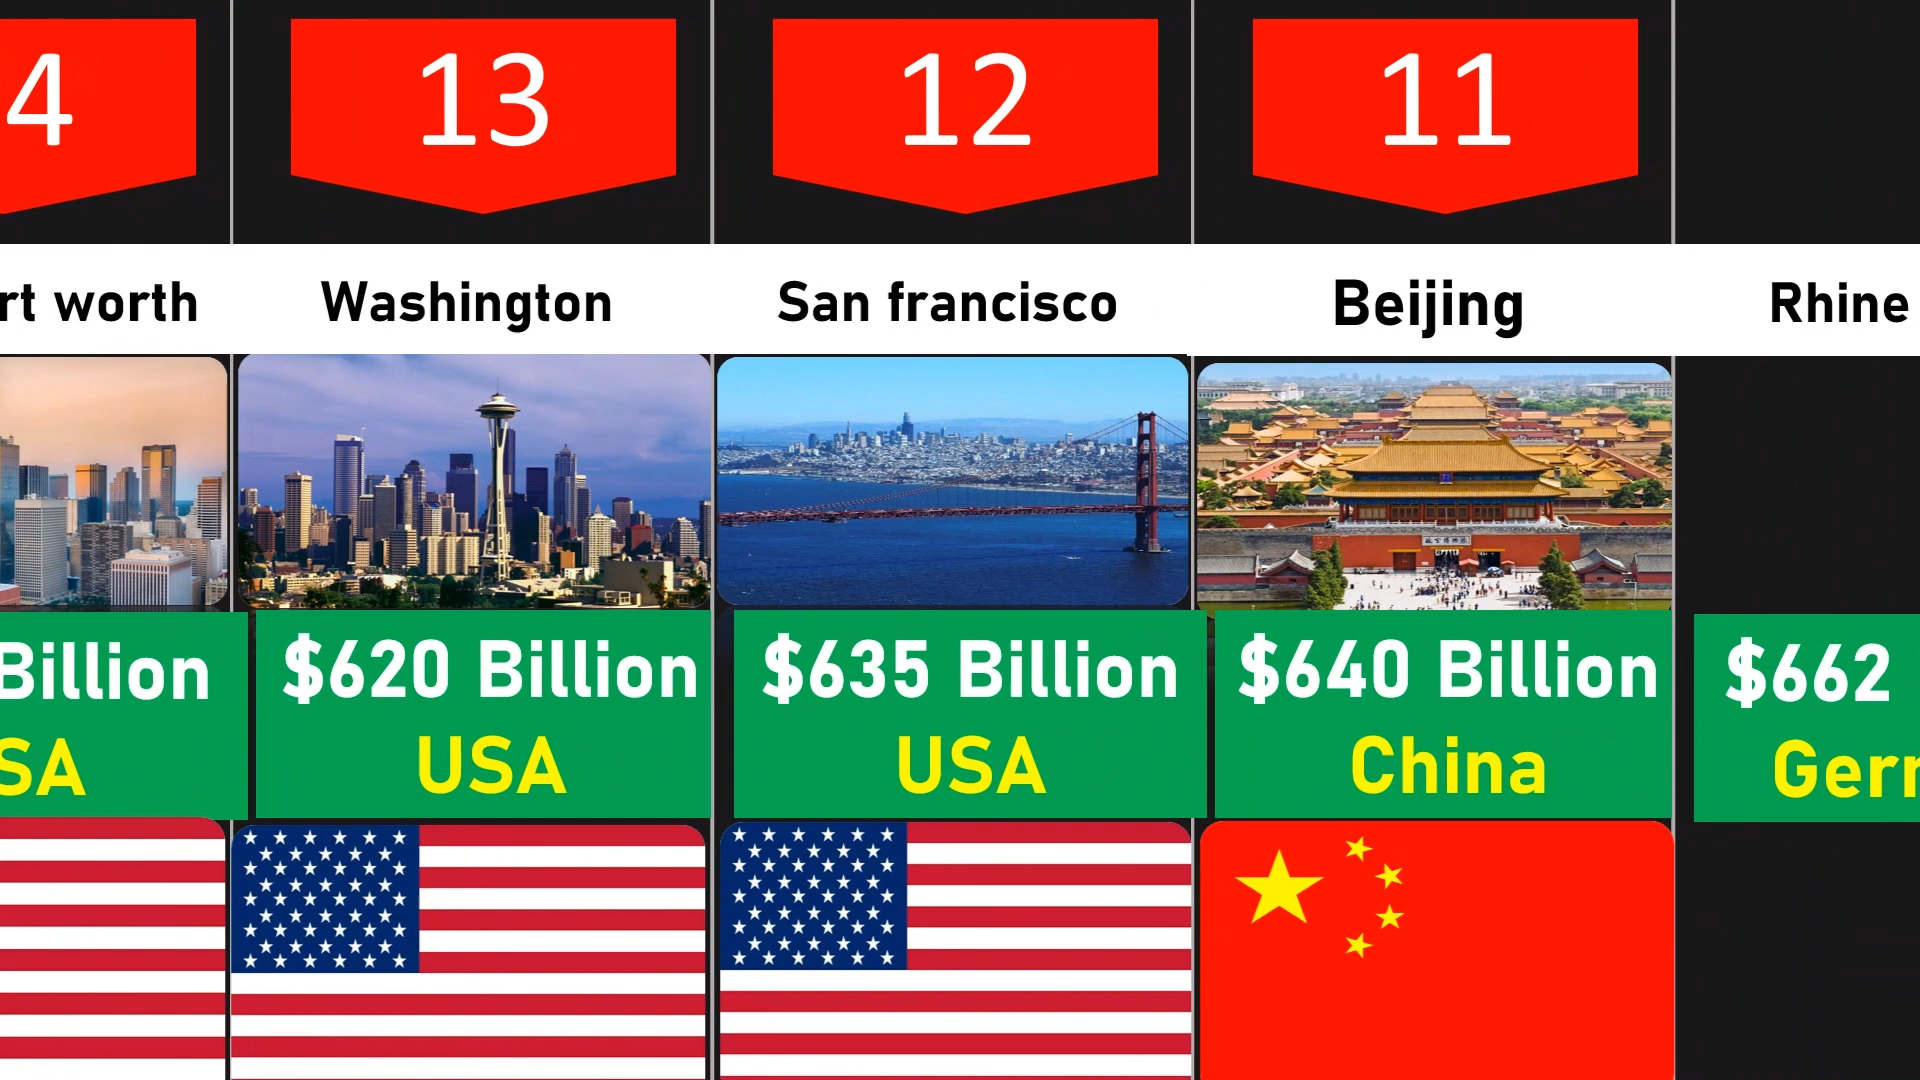 4
13
12
11
rt worth
Washington
San francisco
Beijing
Rhine
Billion
$620 Billion
$635 Billion
$640 Billion
$662
SA
USA
USA
China
Ger